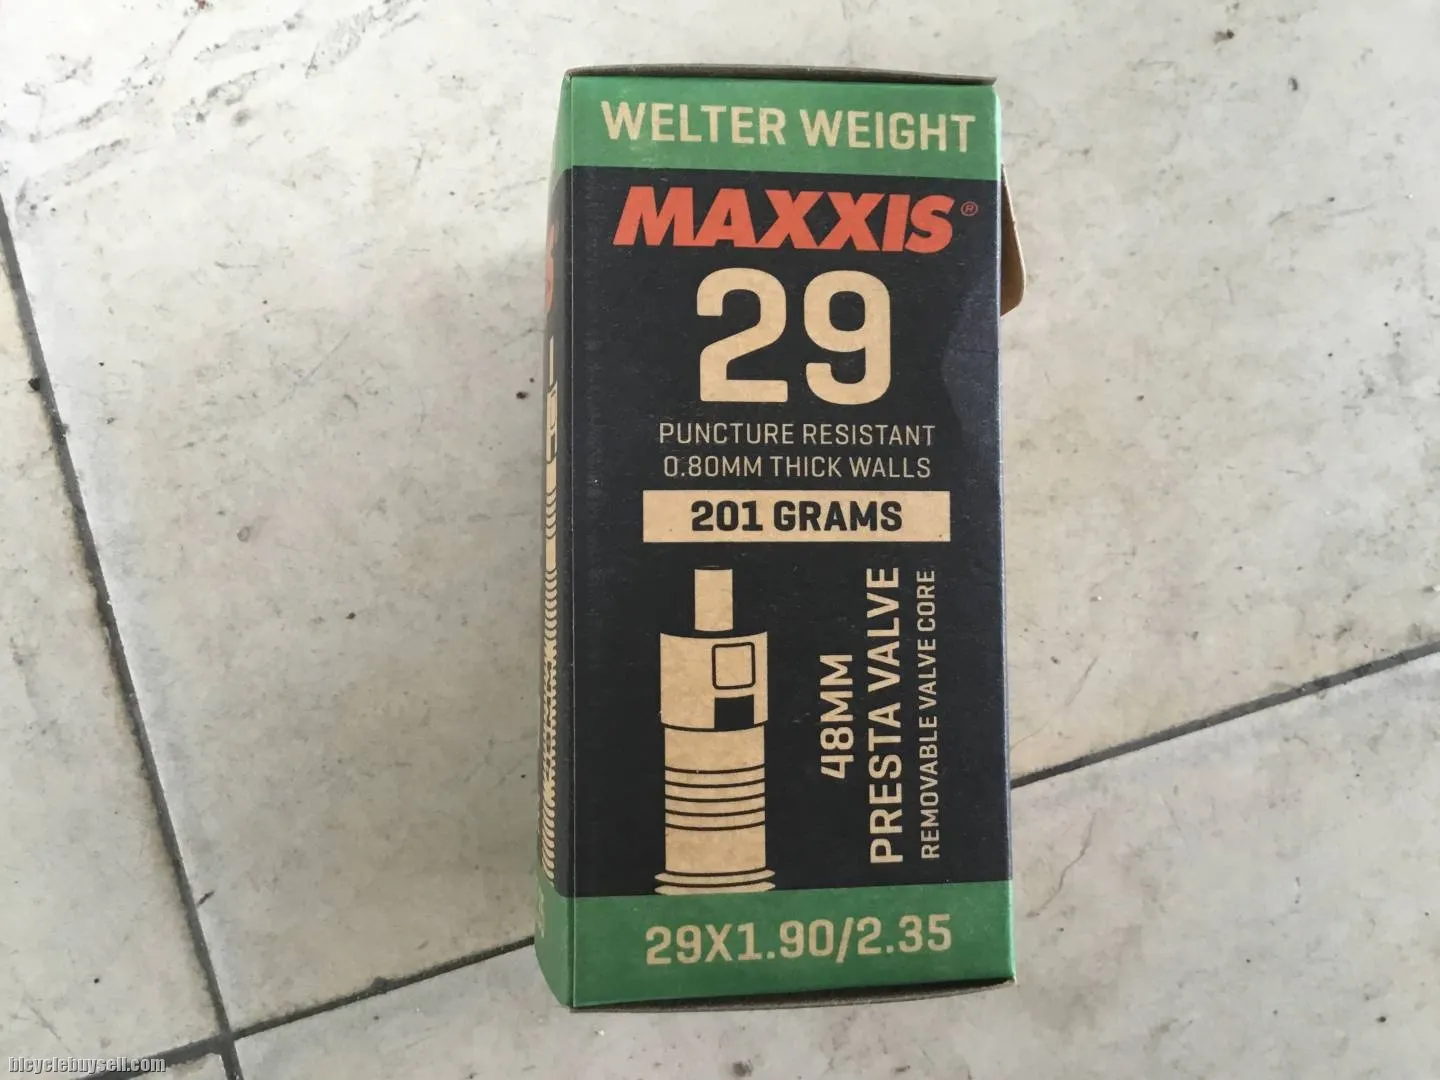 WELTER WEIGHT
MAXXIS®
29
PUNCTURE RESISTANT
0.80MM THICK WALLS
201 GRAMS
48MM
PRESTA VALVE
REMOVABLE VALVE CORE
29X1.90/2.35
bicyclebuysell.com